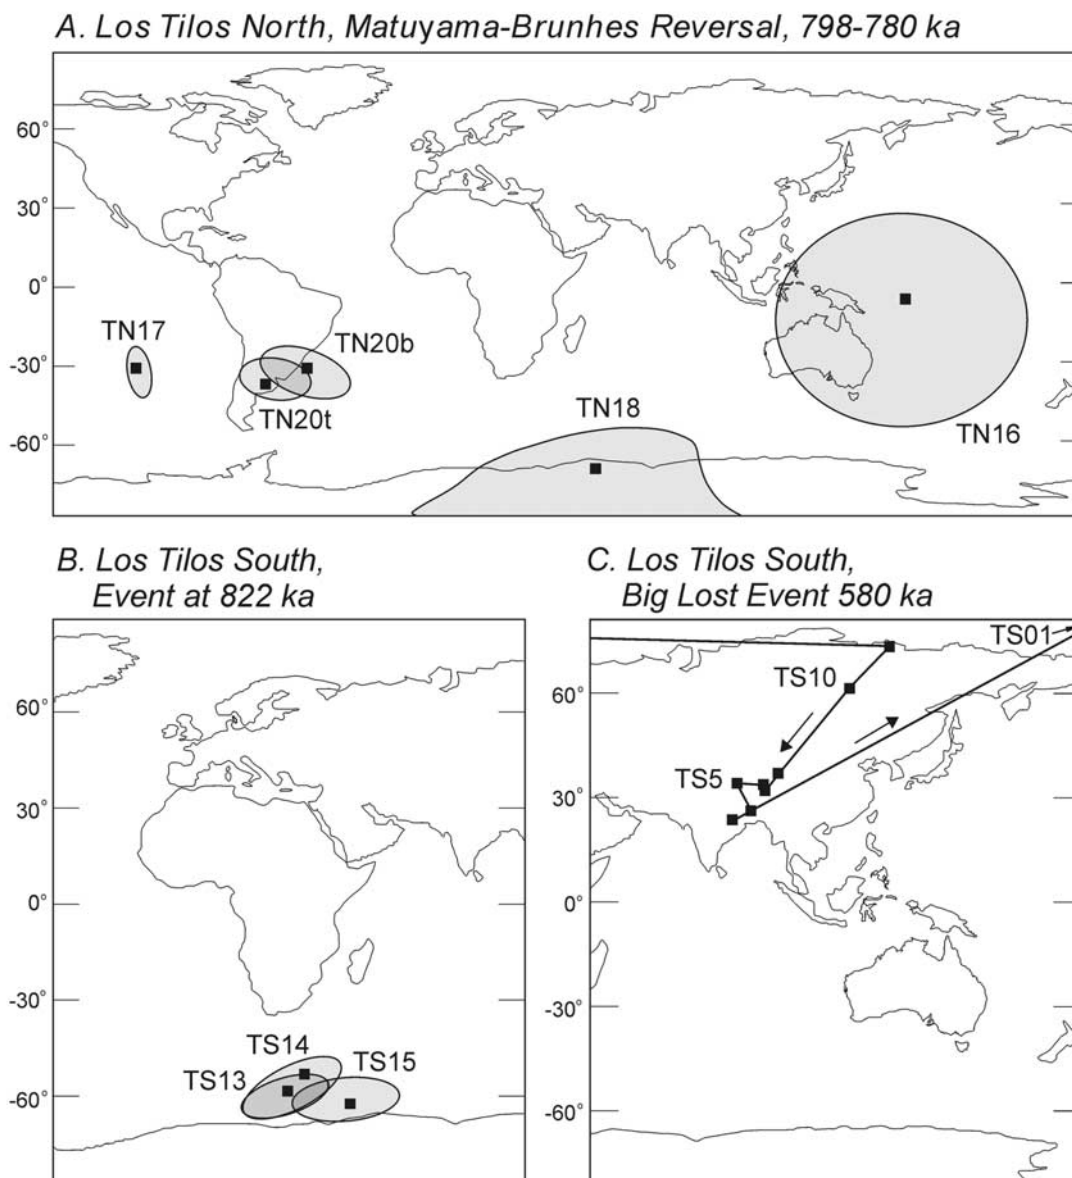 A. Los Tilos North, Matuyama-Brunhes Reversal, 798-780 ka
60°
30°
0°
-30°
-60°
TN17
TN20b
TN20t
TN18
TN16
B. Los Tilos South,
Event at 822 ka
60°
30°
0°
-30°
-60°
TS14
TS15
TS13
C. Los Tilos South,
Big Lost Event 580 ka
TS01
60°
TS10
TS5
30°
0°
-30°
-60°